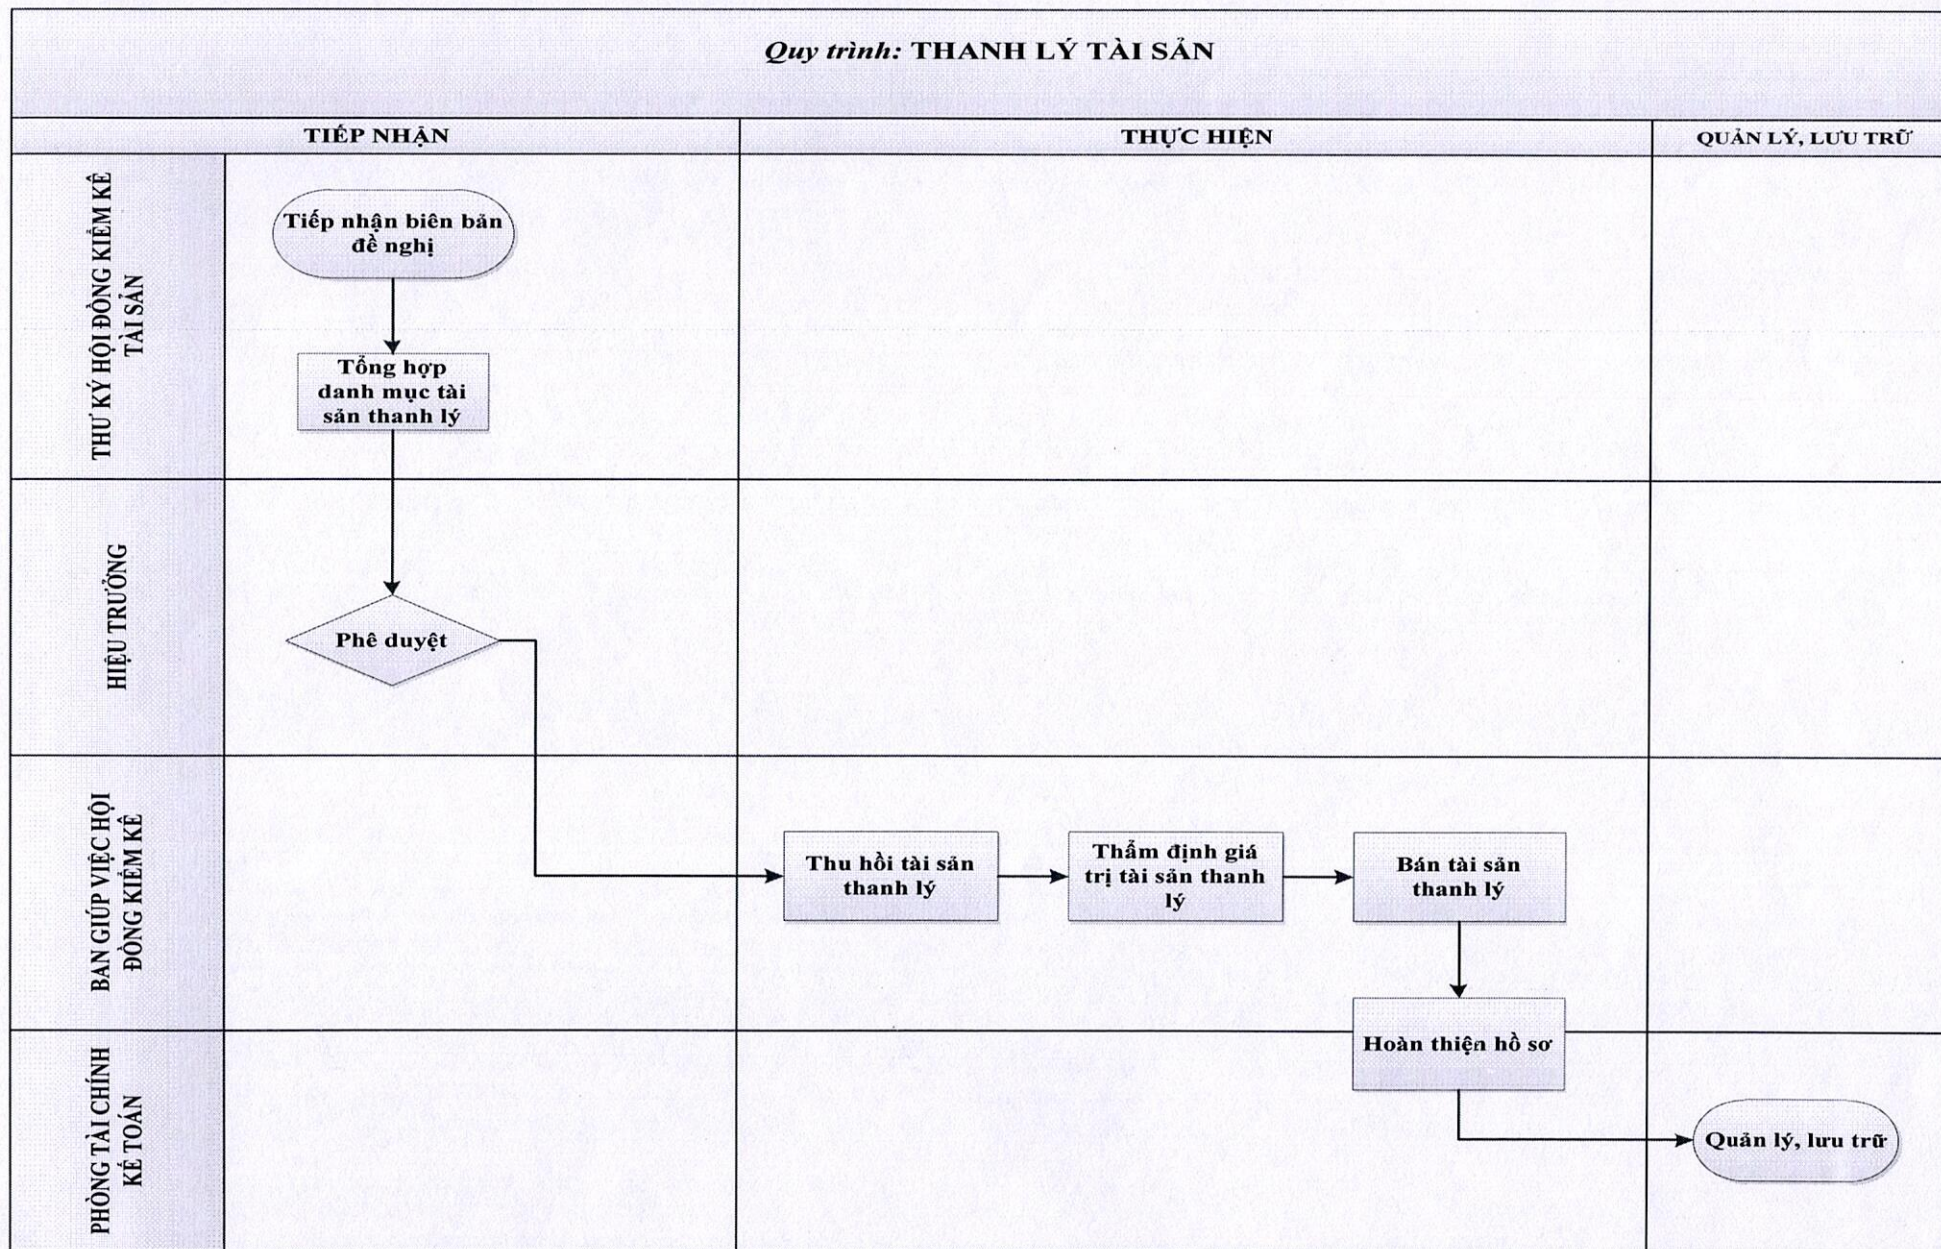 Quy trình: THANH LÝ TÀI SẢN
TIẾP NHẬN
THỰC HIỆN
QUẢN LÝ, LƯU TRỮ
THƯ KÝ HỘI ĐỒNG KIỂM KÊ
TÀI SẢN
Tiếp nhận biên bản
đề nghị
Tổng hợp
danh mục tài
sản thanh lý
HIỆU TRƯỞNG
Phê duyệt
BAN GIÚP VIỆC HỘI
ĐỒNG KIỂM KÊ
Thu hồi tài sản
thanh lý
Thẩm định giá
trị tài sản thanh
lý
Bán tài sản
thanh lý
Hoàn thiện hồ sơ
PHÒNG TÀI CHÍNH
KẾ TOÁN
Quản lý, lưu trữ